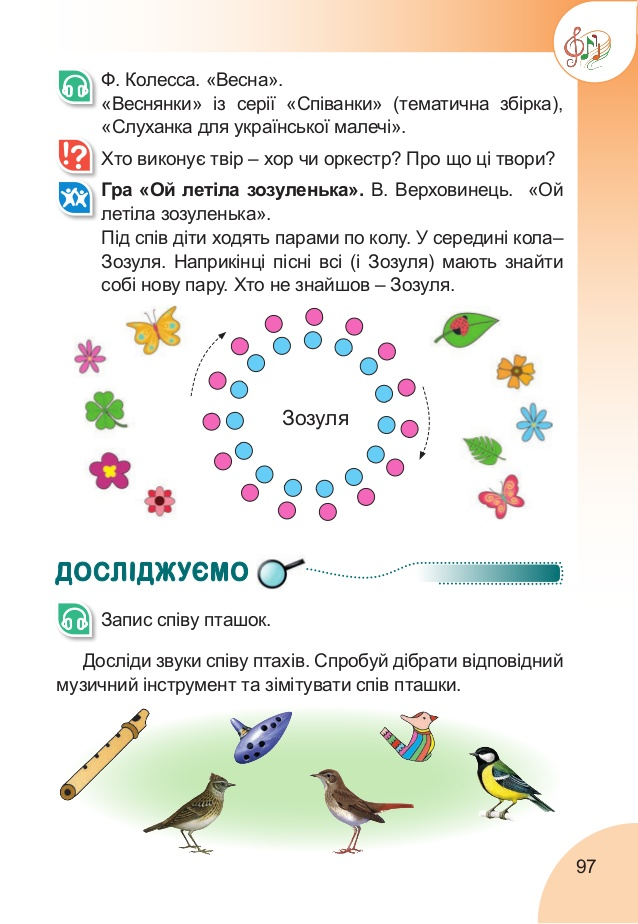 Ф. Колесса. «Весна».
«Веснянки» із серії «Співанки» (тематична збірка),
«Слуханка для української малечі».
!?
Хто виконує твір – хор чи оркестр? Про що ці твори?
Гра «Ой летіла зозуленька». В. Верховинець. «Ой
летіла зозуленька».
Під спів діти ходять парами по колу. У середині кола–
Зозуля. Наприкінці пісні всі (і Зозуля) мають знайти
собі нову пару. Хто не знайшов – Зозуля.
Зозуля
ДОСЛІДЖУЄМО
Запис співу пташок.
Досліди звуки співу птахів. Спробуй дібрати відповідний
музичний інструмент та зімітувати спів пташки.
97